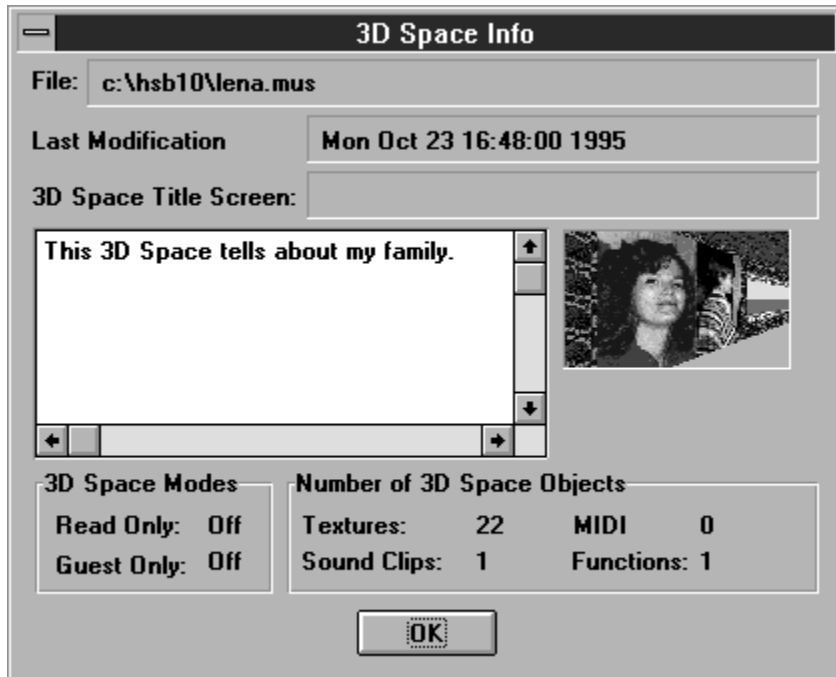 3D Space Info
File: c:\hsb10\lena.mus
Last Modification Mon Oct 23 16:48:00 1995
3D Space Title Screen:
This 3D Space tells about my family.
3D Space Modes
Read Only: Off
Guest Only: Off
Number of 3D Space Objects
Textures: 22 MIDI 0
Sound Clips: 1 Functions: 1
OK